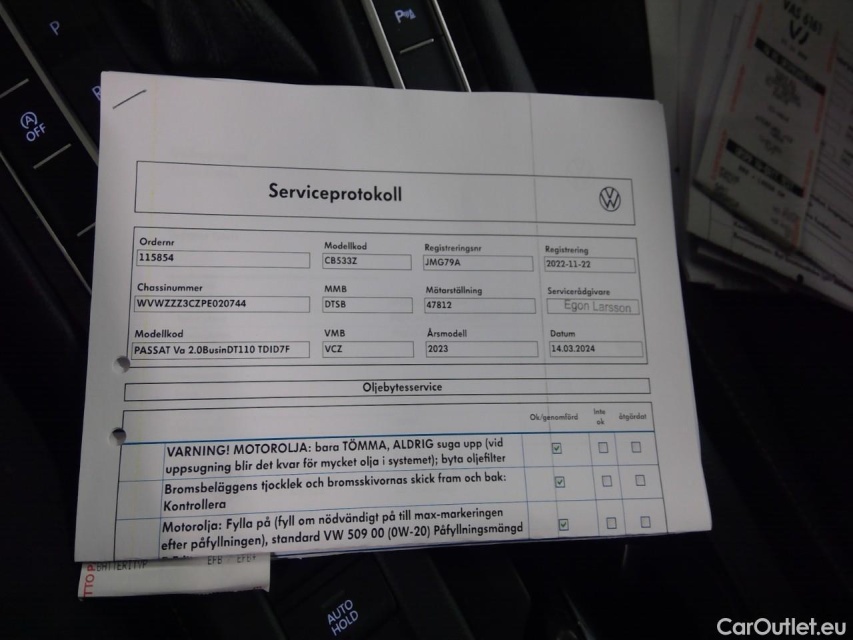 P
P
OFF
VAS 6161
VJ
Serviceprotokoll
Ordernr Modellkod Registreringsnr Registrering
115854 CB533Z JMG79A 2022-11-22
Chassinummer MMB Mätarställning Servicerådgivare
WVWZZZ3CZPE020744 DTSB 47812 Egon Larsson
Modellkod VMB Årsmodell Datum
PASSAT Va 2.0BusinDT110 TDID7F VCZ 2023 14.03.2024
Oljebytesservice
Ok/genomförd Inte ok åtgärdat
VARNING! MOTOROLJA: bara TÖMMA, ALDRIG suga upp (vid
uppsugning blir det kvar för mycket olja i systemet); byta oljefilter
Bromsbeläggens tjocklek och bromsskivornas skick fram och bak:
Kontrollera
Motorolja: Fylla på (fyll om nödvändigt på till max-markeringen
efter påfyllningen), standard VW 509 00 (0W-20) Påfyllningsmängd
BATTERITYP
AUTO
HOLD
CarOutlet.eu